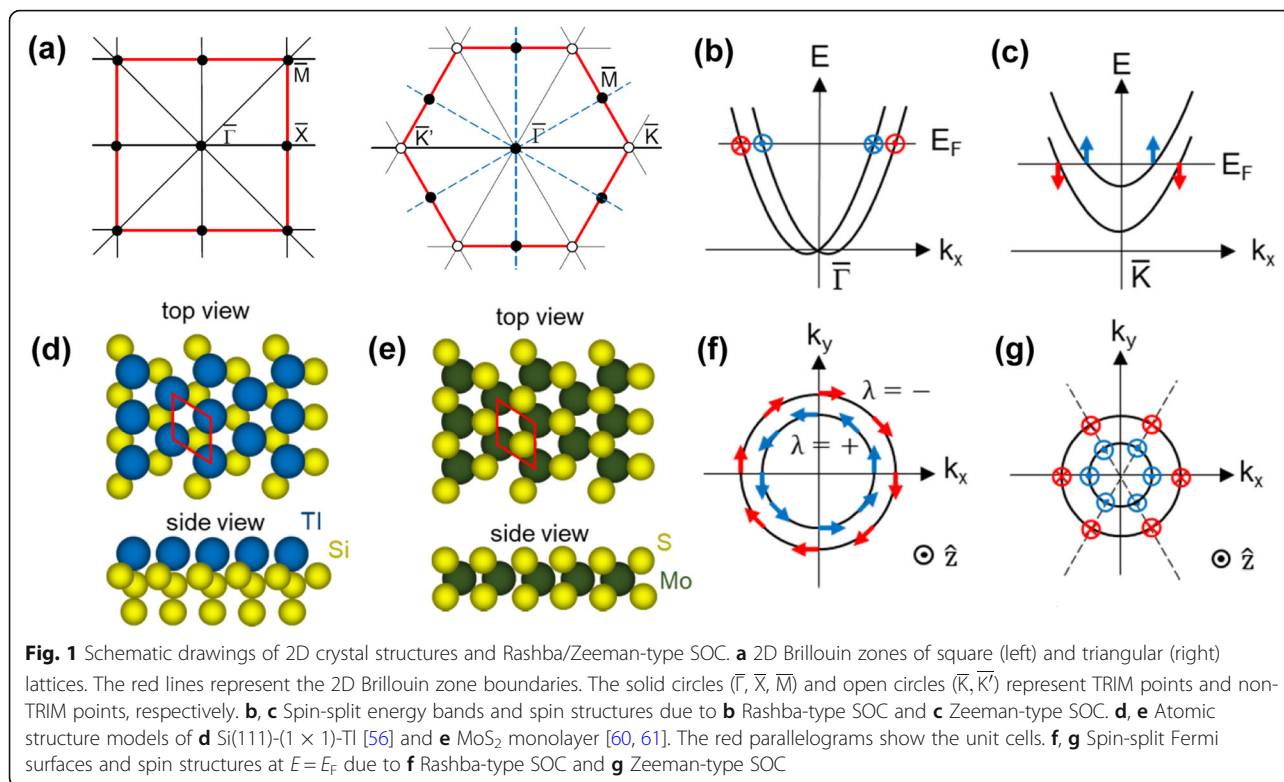 (a)
M̅
Γ̅
X̅
M̅
K̅'
Γ̅
K̅
(b)
E
E_F
k_x
Γ̅
(c)
E
E_F
k_x
K̅
(d)
top view
side view
Tl
Si
(e)
top view
side view
S
Mo
(f)
k_y
λ = −
λ = +
k_x
ẑ
(g)
k_y
k_x
ẑ
Fig. 1 Schematic drawings of 2D crystal structures and Rashba/Zeeman-type SOC. a 2D Brillouin zones of square (left) and triangular (right)
lattices. The red lines represent the 2D Brillouin zone boundaries. The solid circles (Γ̅, X̅, M̅) and open circles (K̅, K̅′) represent TRIM points and non-
TRIM points, respectively. b, c Spin-split energy bands and spin structures due to b Rashba-type SOC and c Zeeman-type SOC. d, e Atomic
structure models of d Si(111)-(1 × 1)-Tl [56] and e MoS₂ monolayer [60, 61]. The red parallelograms show the unit cells. f, g Spin-split Fermi
surfaces and spin structures at E = E_F due to f Rashba-type SOC and g Zeeman-type SOC